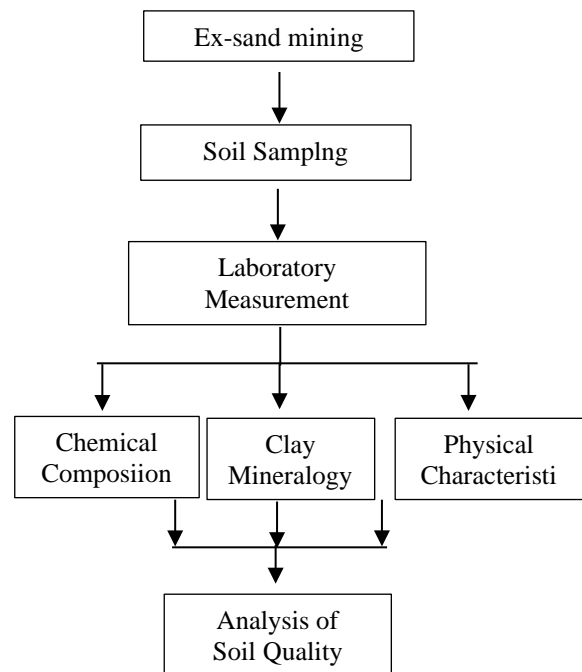 Ex-sand mining
Soil Samplng
Laboratory
Measurement
Chemical
Composiion
Clay
Mineralogy
Physical
Characteristi
Analysis of
Soil Quality